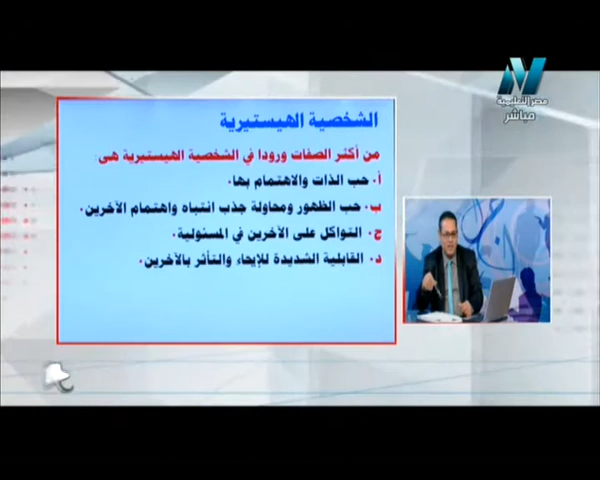 مصر التعليمية
مباشر
الشخصية الهيستيرية
من أكثر الصفات ورودا في الشخصية الهيستيرية هى:
أ- حب الذات والاهتمام بها.
ب- حب الظهور ومحاولة جذب انتباه واهتمام الآخرين.
ج- التواكل على الآخرين في المسئولية.
د- القابلية الشديدة للإيحاء والتأثر بالآخرين.